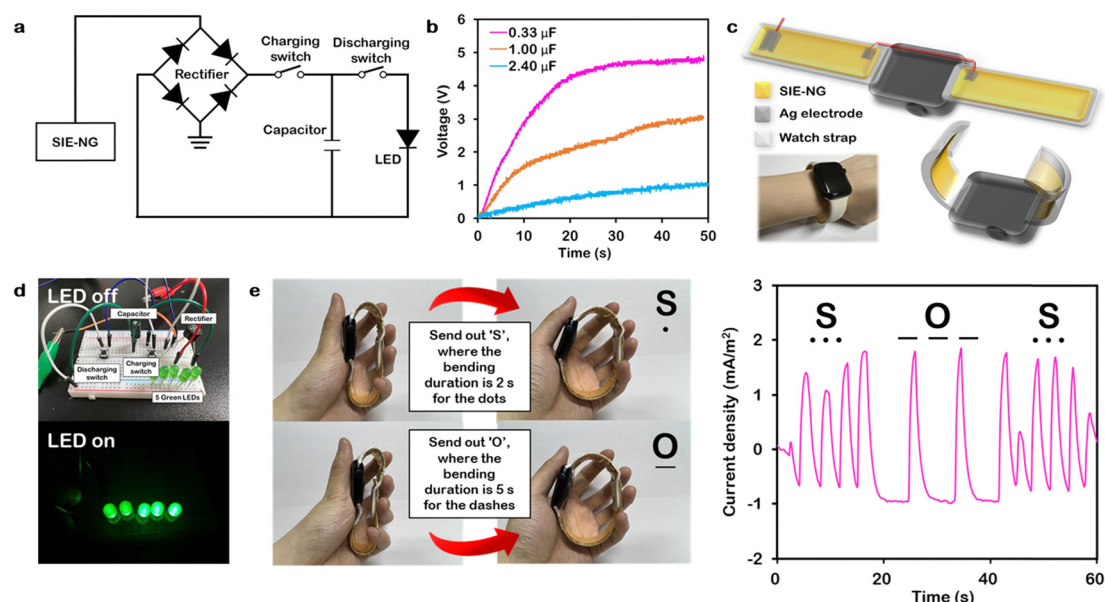 a
SIE-NG
Rectifier
Charging
switch
Discharging
switch
Capacitor
LED
b
0.33 μF
1.00 μF
2.40 μF
Voltage (V)
6
5
4
3
2
1
0
0 10 20 30 40 50
Time (s)
c
SIE-NG
Ag electrode
Watch strap
d
LED off
Capacitor
Rectifier
Discharging
switch
Charging
switch
5 Green LEDs
LED on
e
Send out 'S',
where the
bending
duration is 2 s
for the dots
S
Send out 'O',
where the
bending
duration is 5 s
for the dashes
O
Current density (mA/m²)
3
2
1
0
-1
-2
S O S
0 20 40 60
Time (s)